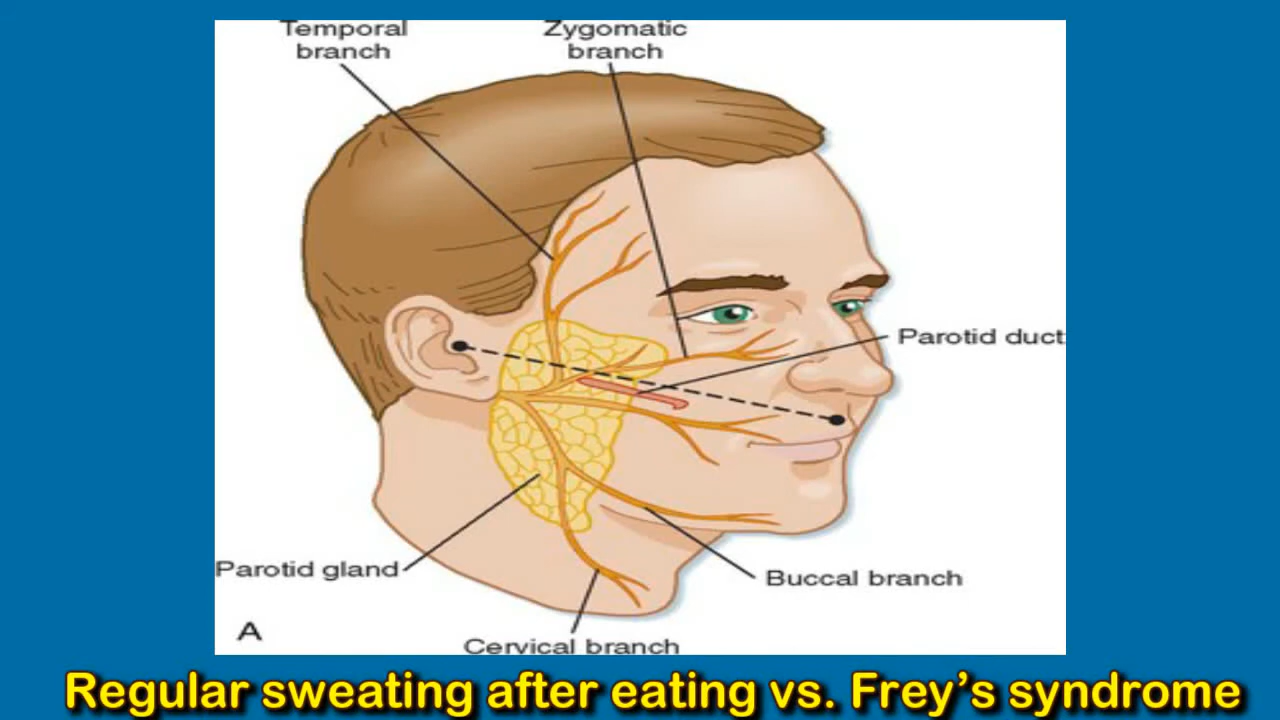 Temporal
branch
Zygomatic
branch
Parotid duct
Parotid gland
Buccal branch
A
Cervical branch
Regular sweating after eating vs. Frey's syndrome